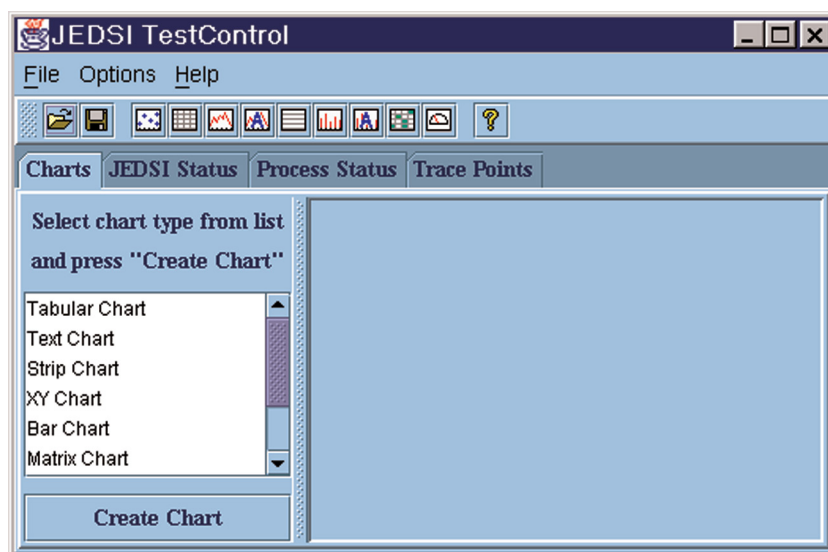 JEDSI TestControl
File Options Help
?
Charts JEDSI Status Process Status Trace Points
Select chart type from list
and press "Create Chart"
Tabular Chart
Text Chart
Strip Chart
XY Chart
Bar Chart
Matrix Chart
Create Chart